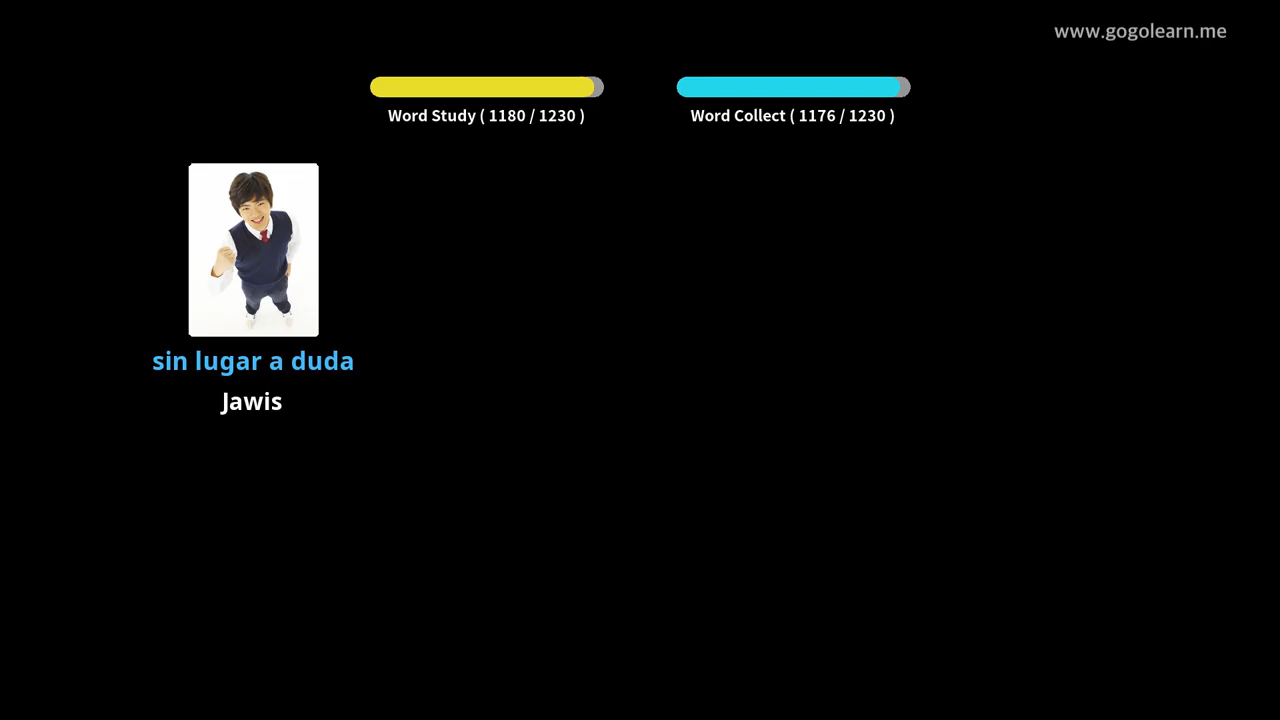 www.gogolearn.me
Word Study ( 1180 / 1230 )
Word Collect ( 1176 / 1230 )
sin lugar a duda
Jawis